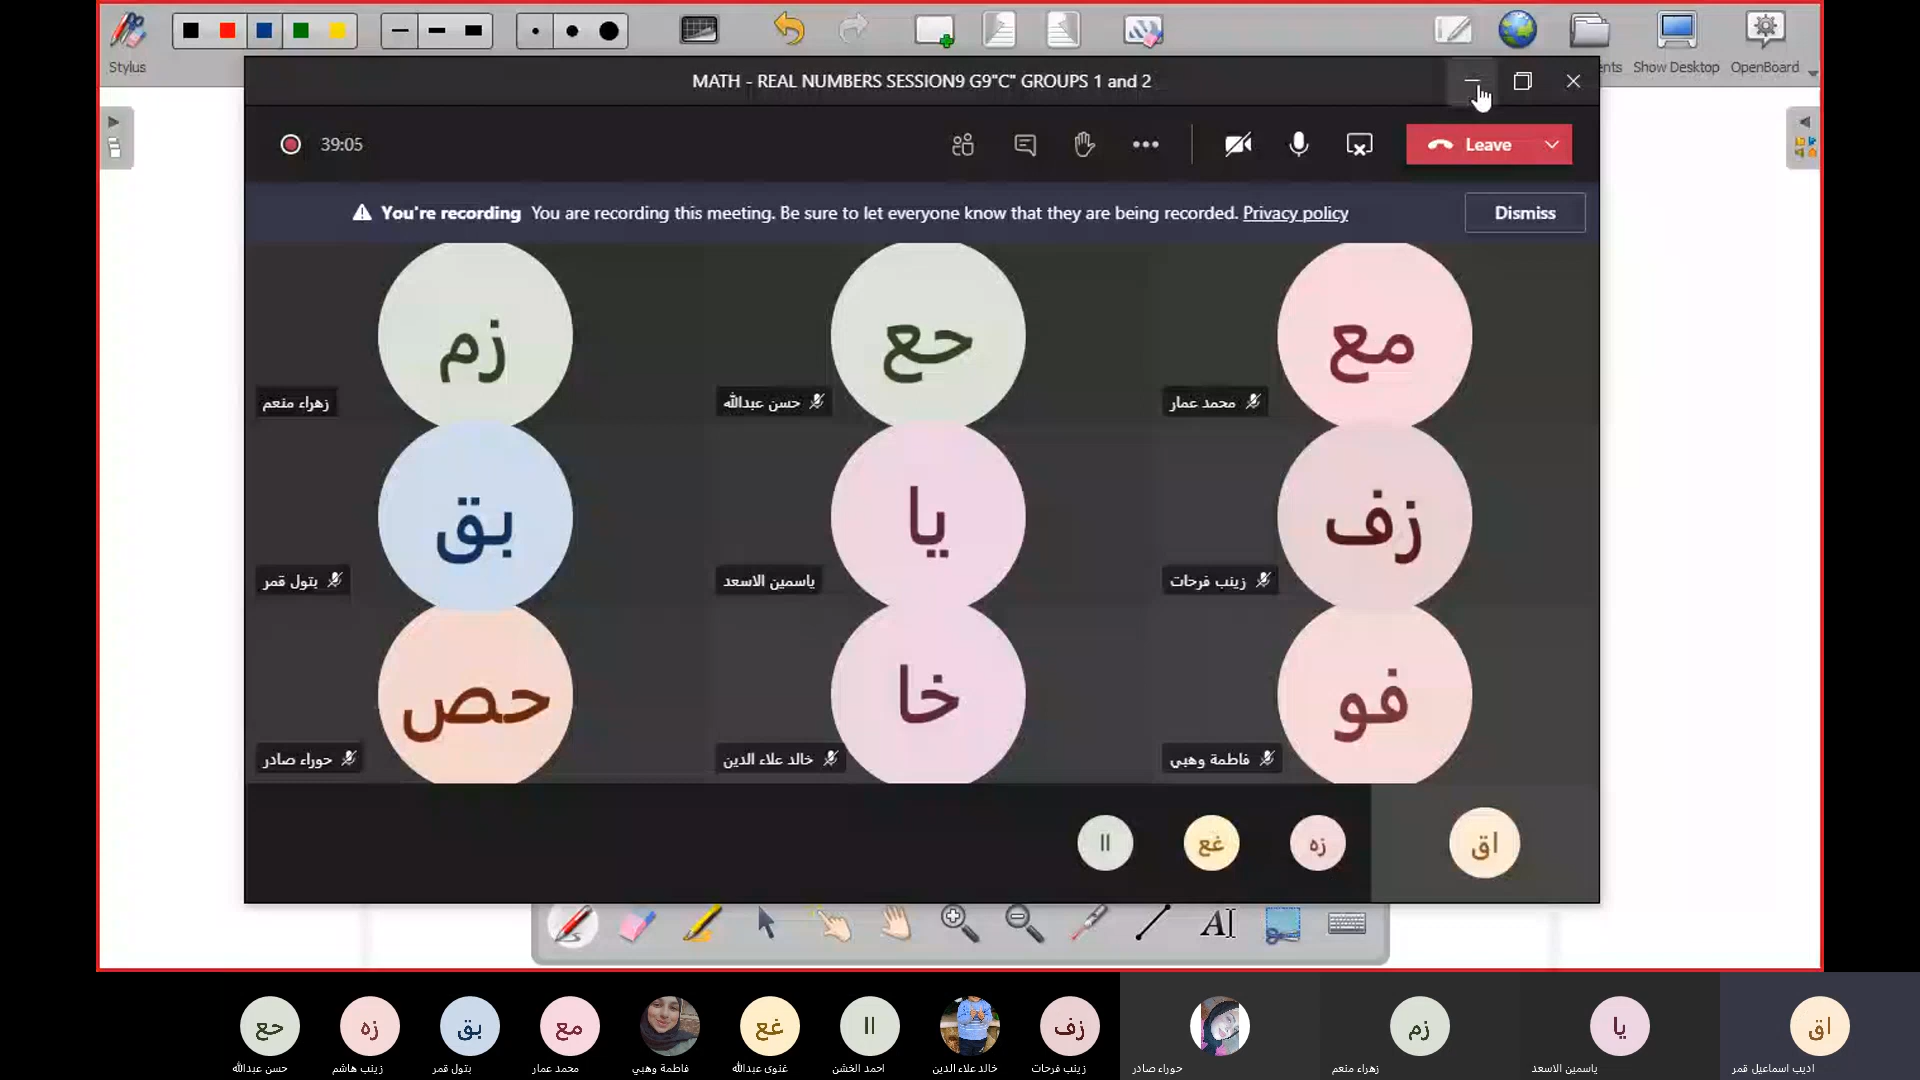 Stylus
ents
Show Desktop
OpenBoard
MATH - REAL NUMBERS SESSION9 G9"C" GROUPS 1 and 2
39:05
Leave
You're recording You are recording this meeting. Be sure to let everyone know that they are being recorded. Privacy policy
Dismiss
زم
حع
مع
زهراء منعم
حسن عبدالله
محمد عمار
بق
يا
زف
بتول قمر
ياسمين الاسعد
زينب فرحات
حص
خا
فو
حوراء صادر
خالد علاء الدين
فاطمة وهبي
اا
غع
زه
اق
AI
حع
زه
بق
مع
غع
اا
زف
زم
يا
اق
حسن عبدالله
زينب هاشم
بتول قمر
محمد عمار
فاطمة وهبي
غنوى عبدالله
احمد الخشن
خالد علاء الدين
زينب فرحات
حوراء صادر
زهراء منعم
ياسمين الاسعد
اديب اسماعيل قمر